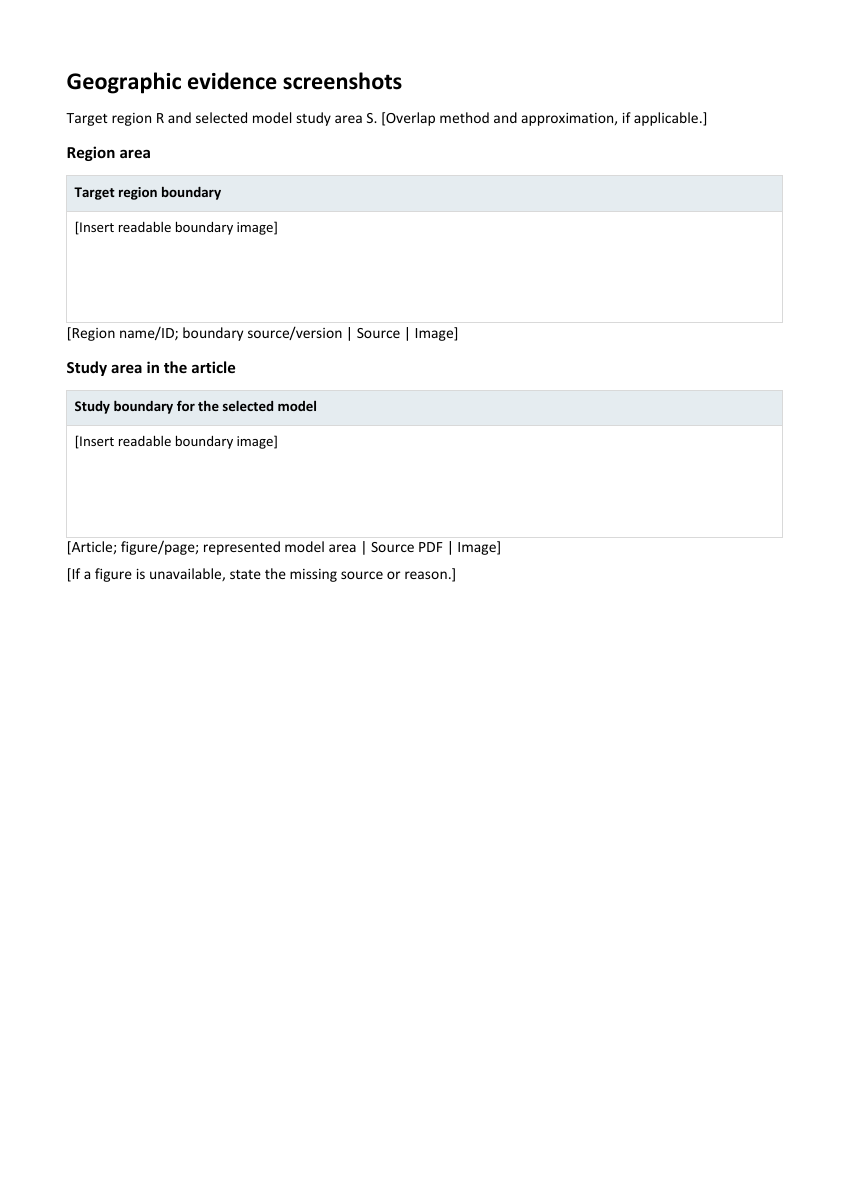 Geographic evidence screenshots
Target region R and selected model study area S. [Overlap method and approximation, if applicable.]
Region area
Target region boundary
[Insert readable boundary image]
[Region name/ID; boundary source/version | Source | Image]
Study area in the article
Study boundary for the selected model
[Insert readable boundary image]
[Article; figure/page; represented model area | Source PDF | Image]
[If a figure is unavailable, state the missing source or reason.]